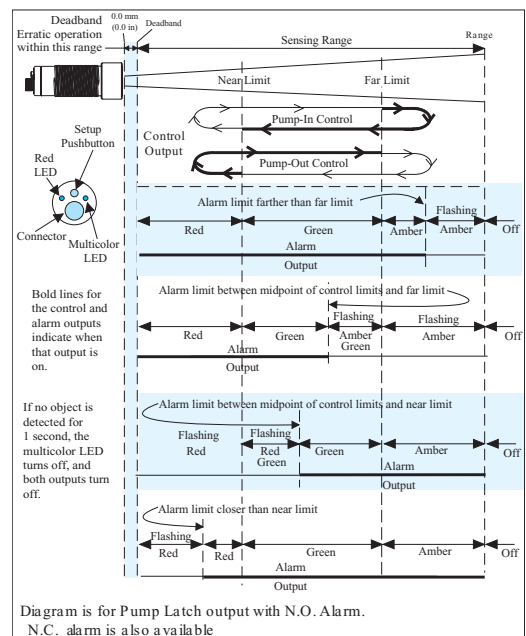 Deadband
Erratic operation
within this range
0.0 mm
(0.0 in)
Deadband
Sensing Range
Range
Near Limit
Far Limit
Control
Output
Pump-In Control
Pump-Out Control
Setup
Pushbutton
Red
LED
Connector
Multicolor
LED
Alarm limit farther than far limit
Red
Green
Amber
Flashing
Amber
Off
Alarm
Output
Bold lines for
the control and
alarm outputs
indicate when
that output is
on.
Alarm limit between midpoint of control limits and far limit
Red
Green
Flashing
Amber
Green
Flashing
Amber
Off
Alarm
Output
If no object is
detected for
1 second, the
multicolor LED
turns off, and
both outputs turn
off.
Alarm limit between midpoint of control limits and near limit
Flashing
Red
Flashing
Red
Green
Green
Amber
Off
Alarm
Output
Alarm limit closer than near limit
Flashing
Red
Red
Green
Amber
Off
Alarm
Output
Diagram is for Pump Latch output with N.O. Alarm.
N.C. alarm is also available